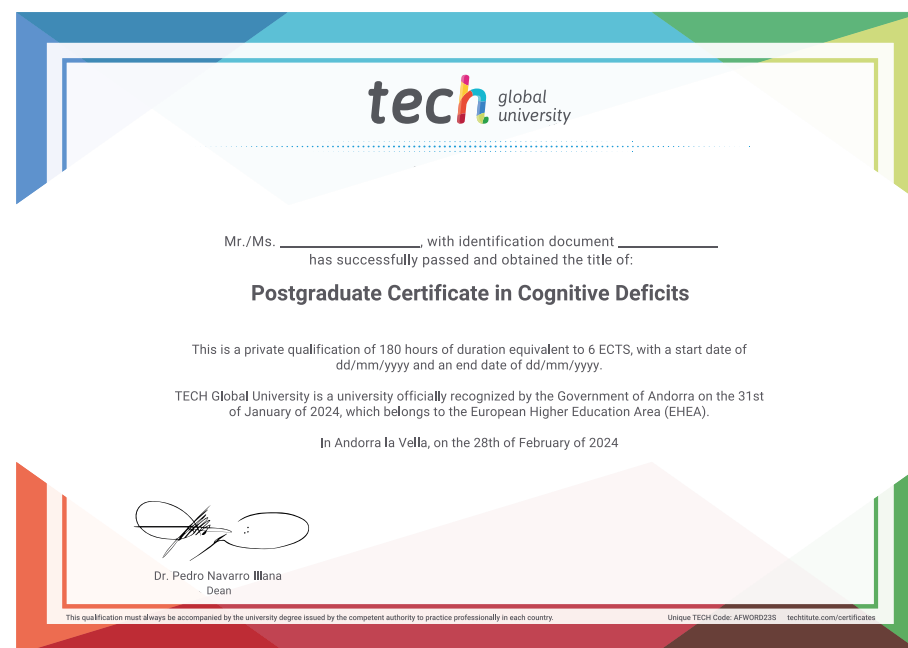 tech global university
Mr./Ms. ____________________, with identification document ______________
has successfully passed and obtained the title of:
Postgraduate Certificate in Cognitive Deficits
This is a private qualification of 180 hours of duration equivalent to 6 ECTS, with a start date of
dd/mm/yyyy and an end date of dd/mm/yyyy.
TECH Global University is a university officially recognized by the Government of Andorra on the 31st
of January of 2024, which belongs to the European Higher Education Area (EHEA).
In Andorra la Vella, on the 28th of February of 2024
Dr. Pedro Navarro Illana
Dean
This qualification must always be accompanied by the university degree issued by the competent authority to practice professionally in each country.
Unique TECH Code: AFWORD23S techtitute.com/certificates